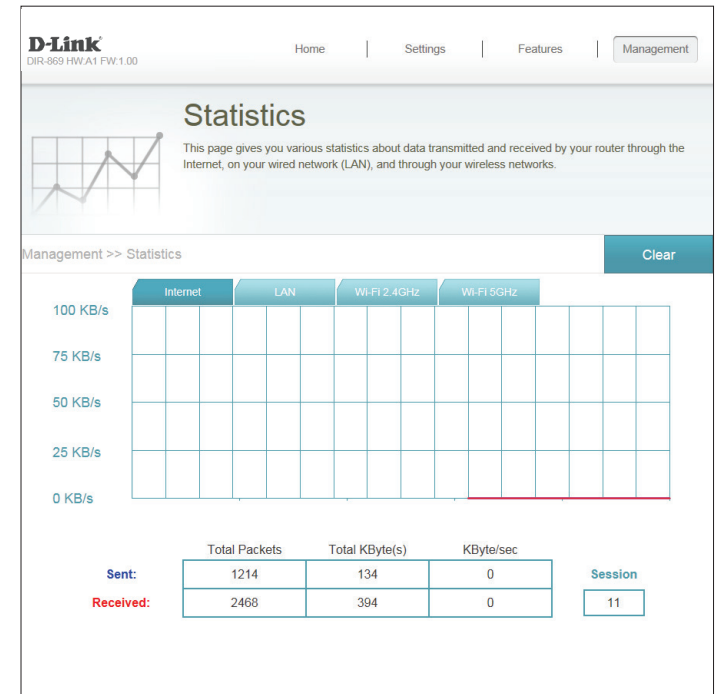 D-Link
DIR-869 HW:A1 FW:1.00
Home | Settings | Features | Management
Statistics
This page gives you various statistics about data transmitted and received by your router through the
Internet, on your wired network (LAN), and through your wireless networks.
Management >> Statistics
Clear
Internet LAN Wi-Fi 2.4GHz Wi-Fi 5GHz
100 KB/s
75 KB/s
50 KB/s
25 KB/s
0 KB/s
Total Packets Total KByte(s) KByte/sec
Sent: 1214 134 0 Session
Received: 2468 394 0 11